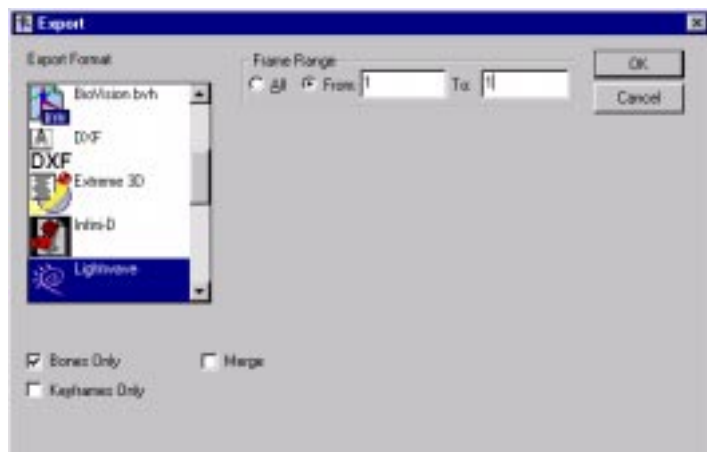 Export
Export Format
BioVision bvh
A DXF
DXF
Extreme 3D
Infini-D
Lightwave
Frame Range
All From: 1 To: 1
OK
Cancel
Bones Only Merge
Keyframes Only